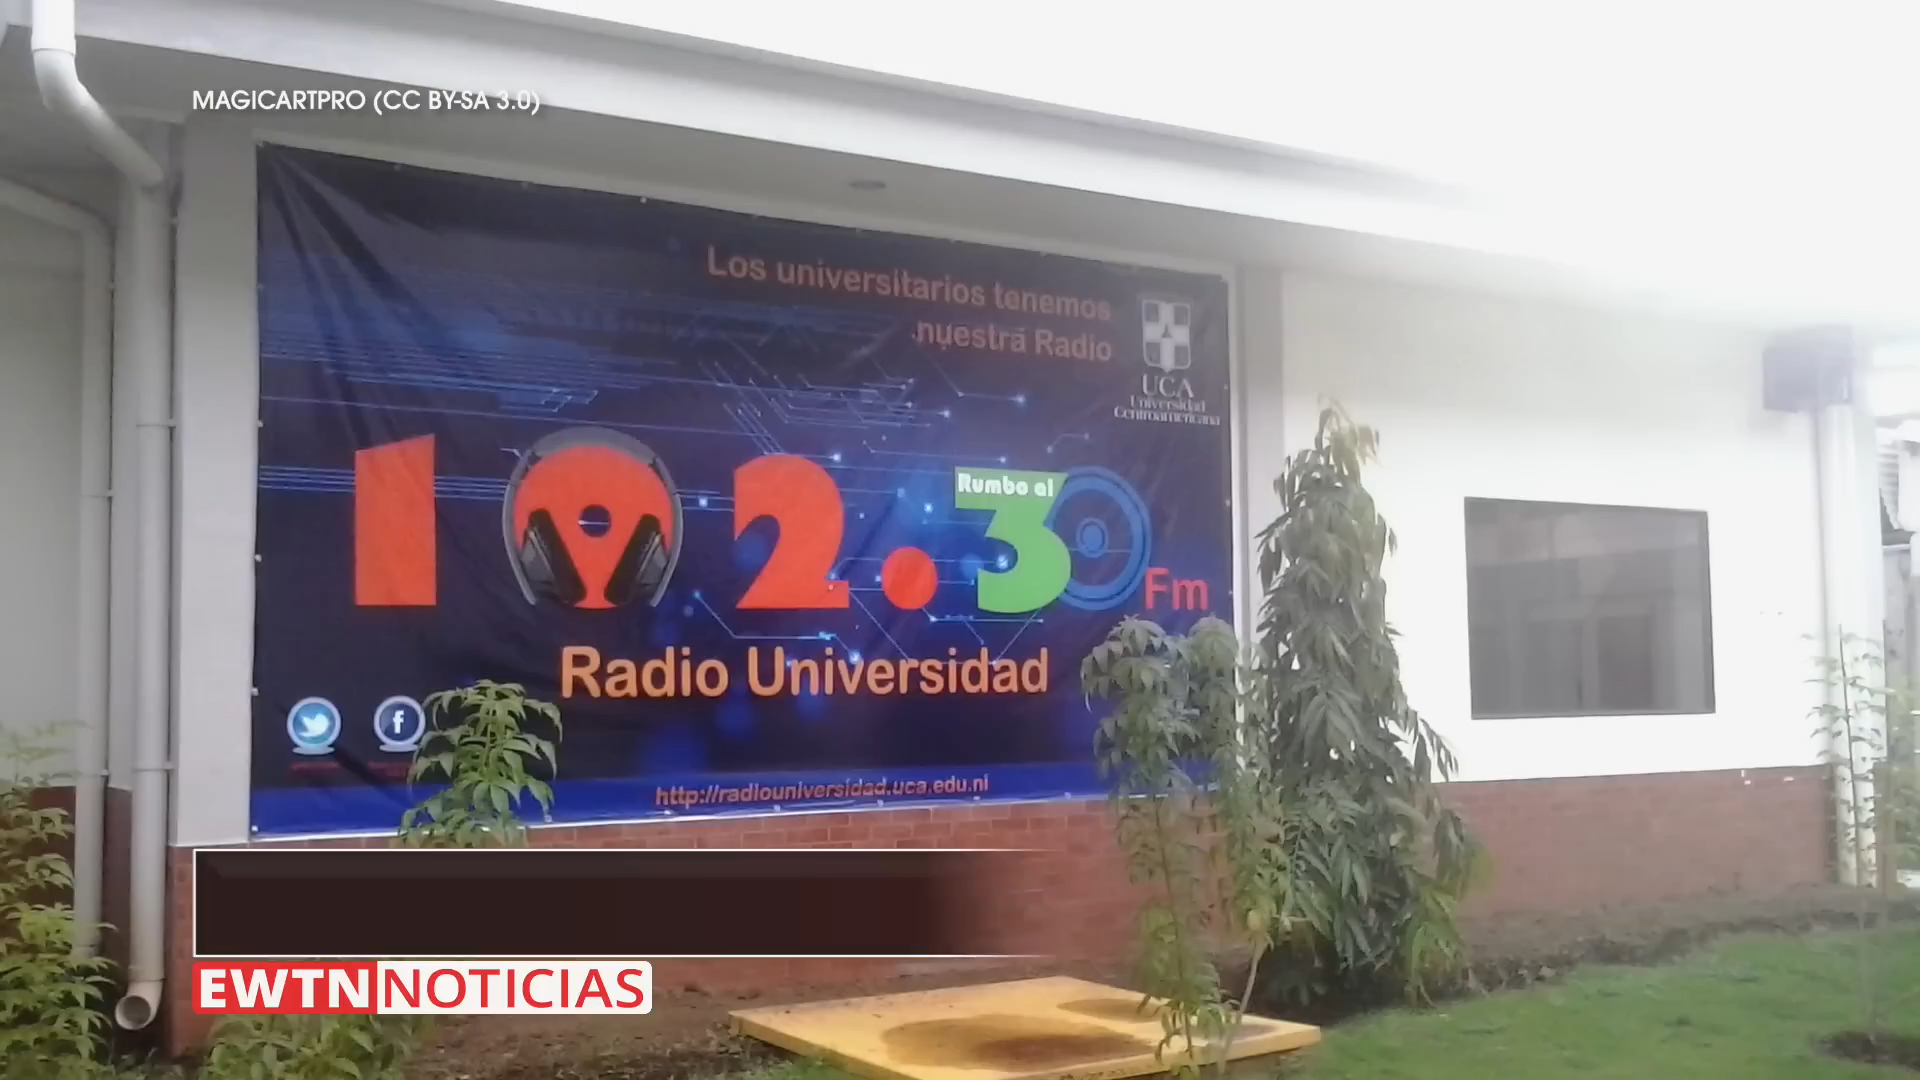 MAGICARTPRO (CC BY-SA 3.0)
Los universitarios tenemos
nuestra Radio
UCA
Universidad
Centroamericana
Rumbo al
102.30 Fm
Radio Universidad
http://radiouniversidad.uca.edu.ni
EWTN NOTICIAS